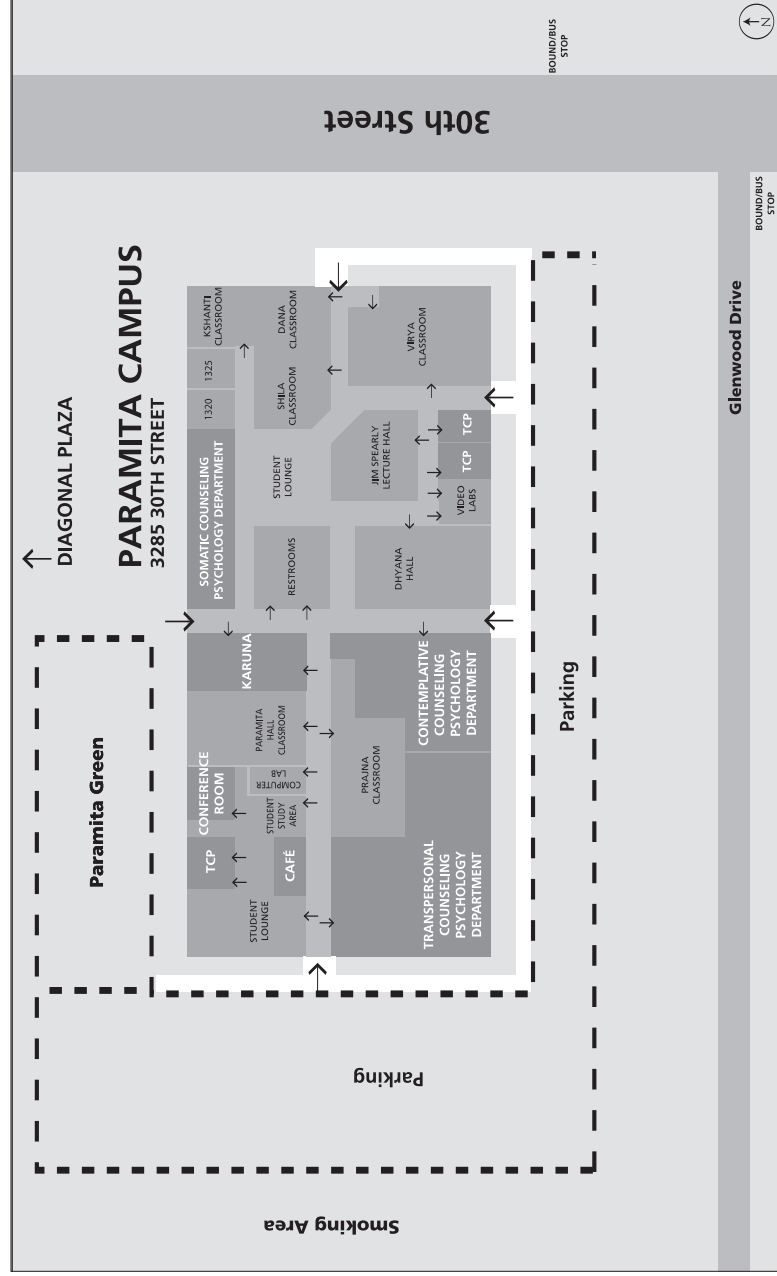 DIAGONAL PLAZA
PARAMITA CAMPUS
3285 30TH STREET
Paramita Green
30th Street
BOUND/BUS
STOP
N
BOUND/BUS
STOP
Glenwood Drive
Parking
Parking
Smoking Area
STUDENT
LOUNGE
TCP
CAFÉ
CONFERENCE
ROOM
STUDENT
STUDY
AREA
COMPUTER
LAB
PARAMITA
HALL
CLASSROOM
KARUNA
SOMATIC COUNSELING
PSYCHOLOGY DEPARTMENT
1320
1325
KSHANTI
CLASSROOM
RESTROOMS
STUDENT
LOUNGE
SHILA
CLASSROOM
DANA
CLASSROOM
TRANSPERSONAL
COUNSELING
PSYCHOLOGY
DEPARTMENT
PRAJNA
CLASSROOM
CONTEMPLATIVE
COUNSELING
PSYCHOLOGY
DEPARTMENT
DHYANA
HALL
JIM SPEARLY
LECTURE HALL
VIDEO
LABS
TCP
TCP
VIRYA
CLASSROOM